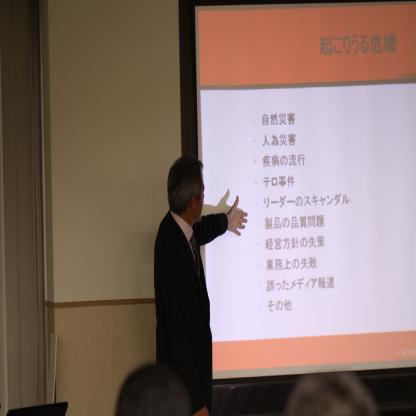 起こりうる危機
・ 自然災害
・ 人為災害
・ 疾病の流行
・ テロ事件
・ リーダーのスキャンダル
・ 製品の品質問題
・ 経営方針の失策
・ 業務上の失敗
・ 誤ったメディア報道
・ その他